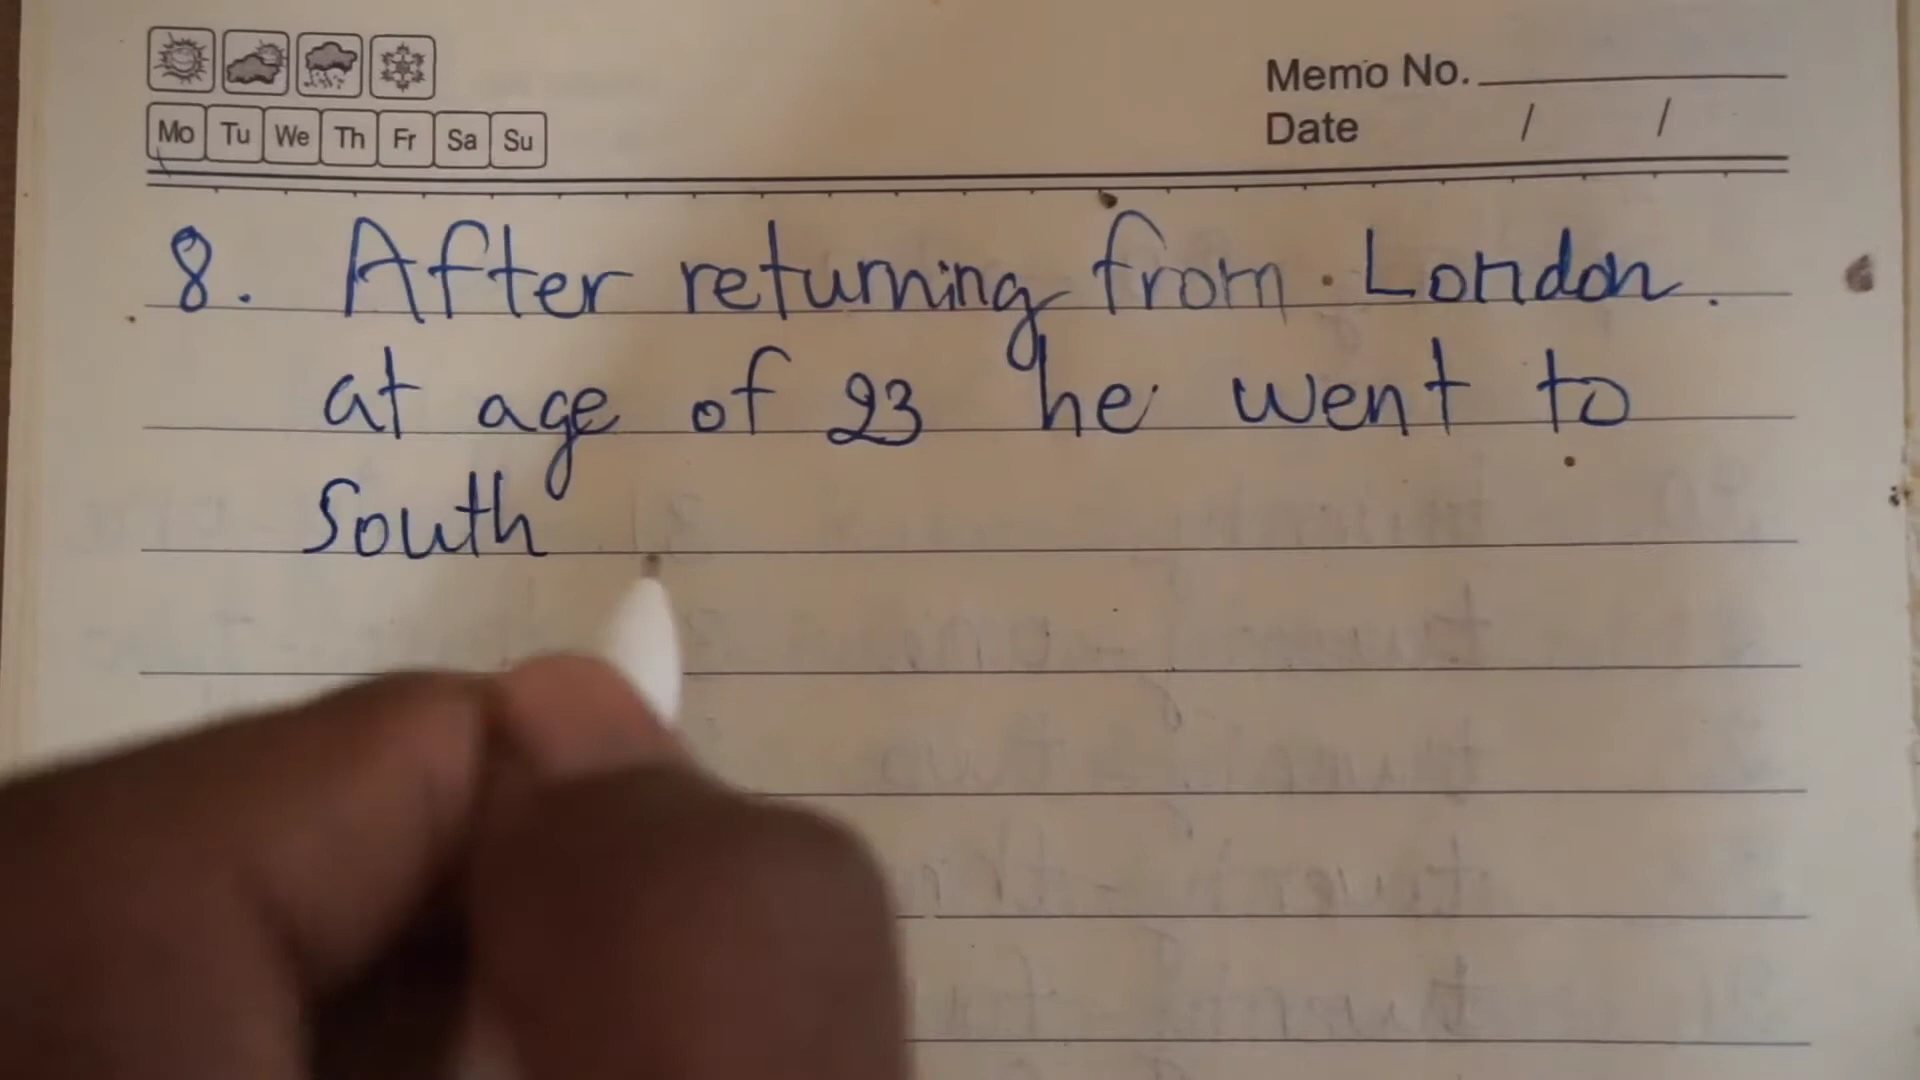 Memo No.
Mo Tu We Th Fr Sa Su
Date / /
8. After returning from London.
at age of 23 he went to
South